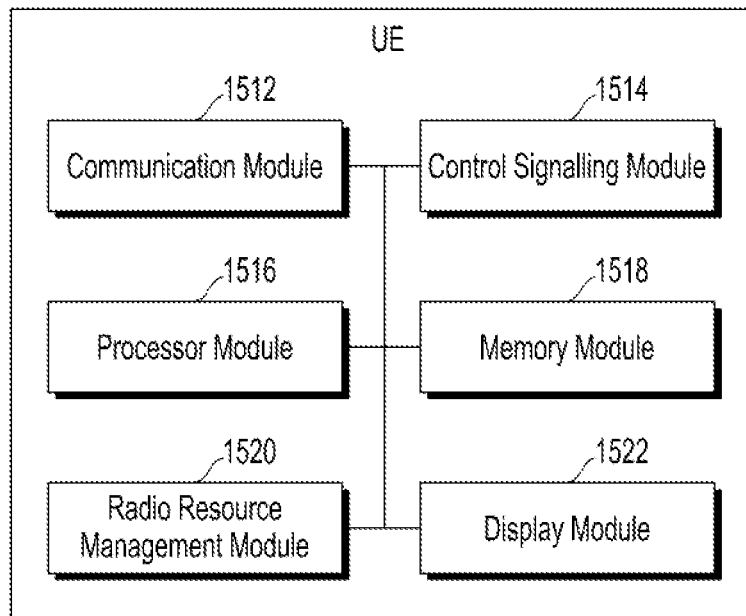 UE
1512
1514
Communication Module
Control Signalling Module
1516
1518
Processor Module
Memory Module
1520
1522
Radio Resource
Management Module
Display Module